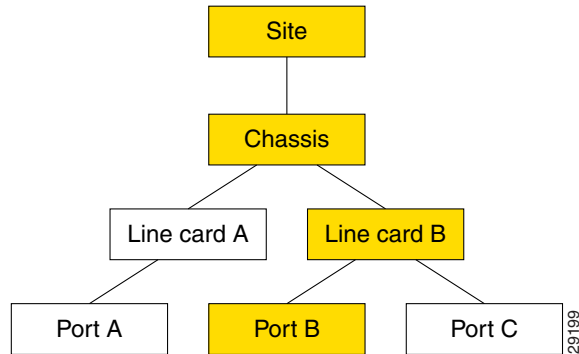 Site
Chassis
Line card A
Line card B
Port A
Port B
Port C
29199